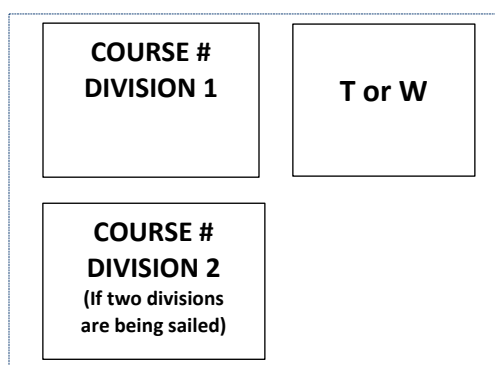 COURSE #
DIVISION 1
T or W
COURSE #
DIVISION 2
(If two divisions
are being sailed)